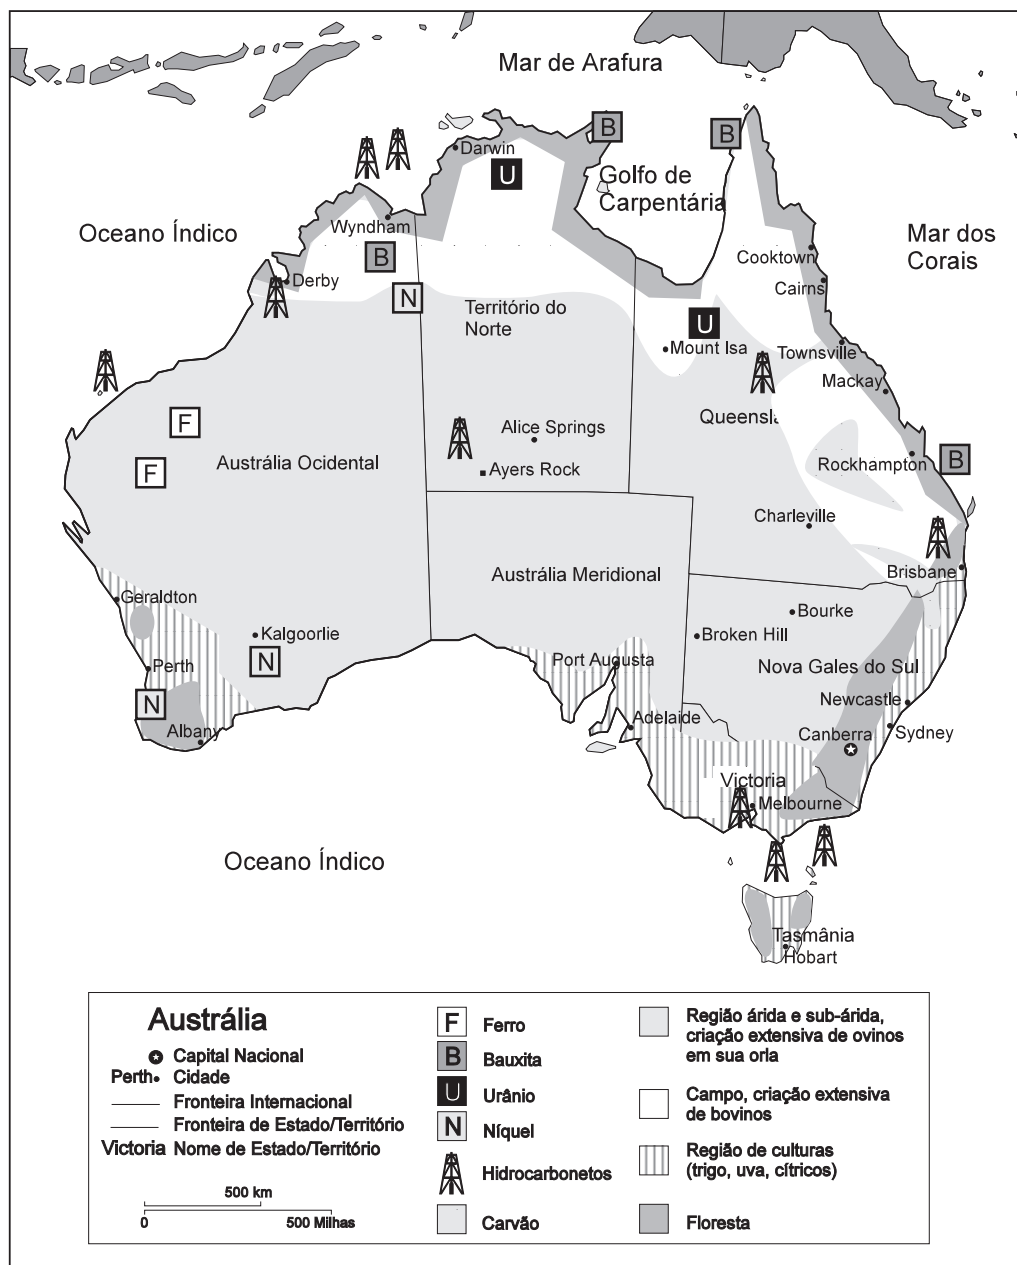 Mar de Arafura
B
B
Darwin
U
Golfo de
Carpentária
Oceano Índico
Wyndham
Mar dos
Corais
B
Cooktown
Derby
Cairns
N
Território do
Norte
U
Mount Isa
Townsville
Mackay
F
Queensla
Alice Springs
Austrália Ocidental
Ayers Rock
Rockhampton
B
F
Charleville
Austrália Meridional
Brisbane
Geraldton
Bourke
Kalgoorlie
Broken Hill
N
Perth
Port Augusta
Nova Gales do Sul
N
Newcastle
Albany
Adelaide
Canberra
Sydney
Victoria
Melbourne
Oceano Índico
Tasmânia
Hobart
Austrália
Capital Nacional
Perth Cidade
Fronteira Internacional
Fronteira de Estado/Território
Victoria Nome de Estado/Território
500 km
0 500 Milhas
F Ferro
B Bauxita
U Urânio
N Níquel
Hidrocarbonetos
Carvão
Região árida e sub-árida,
criação extensiva de ovinos
em sua orla
Campo, criação extensiva
de bovinos
Região de culturas
(trigo, uva, cítricos)
Floresta